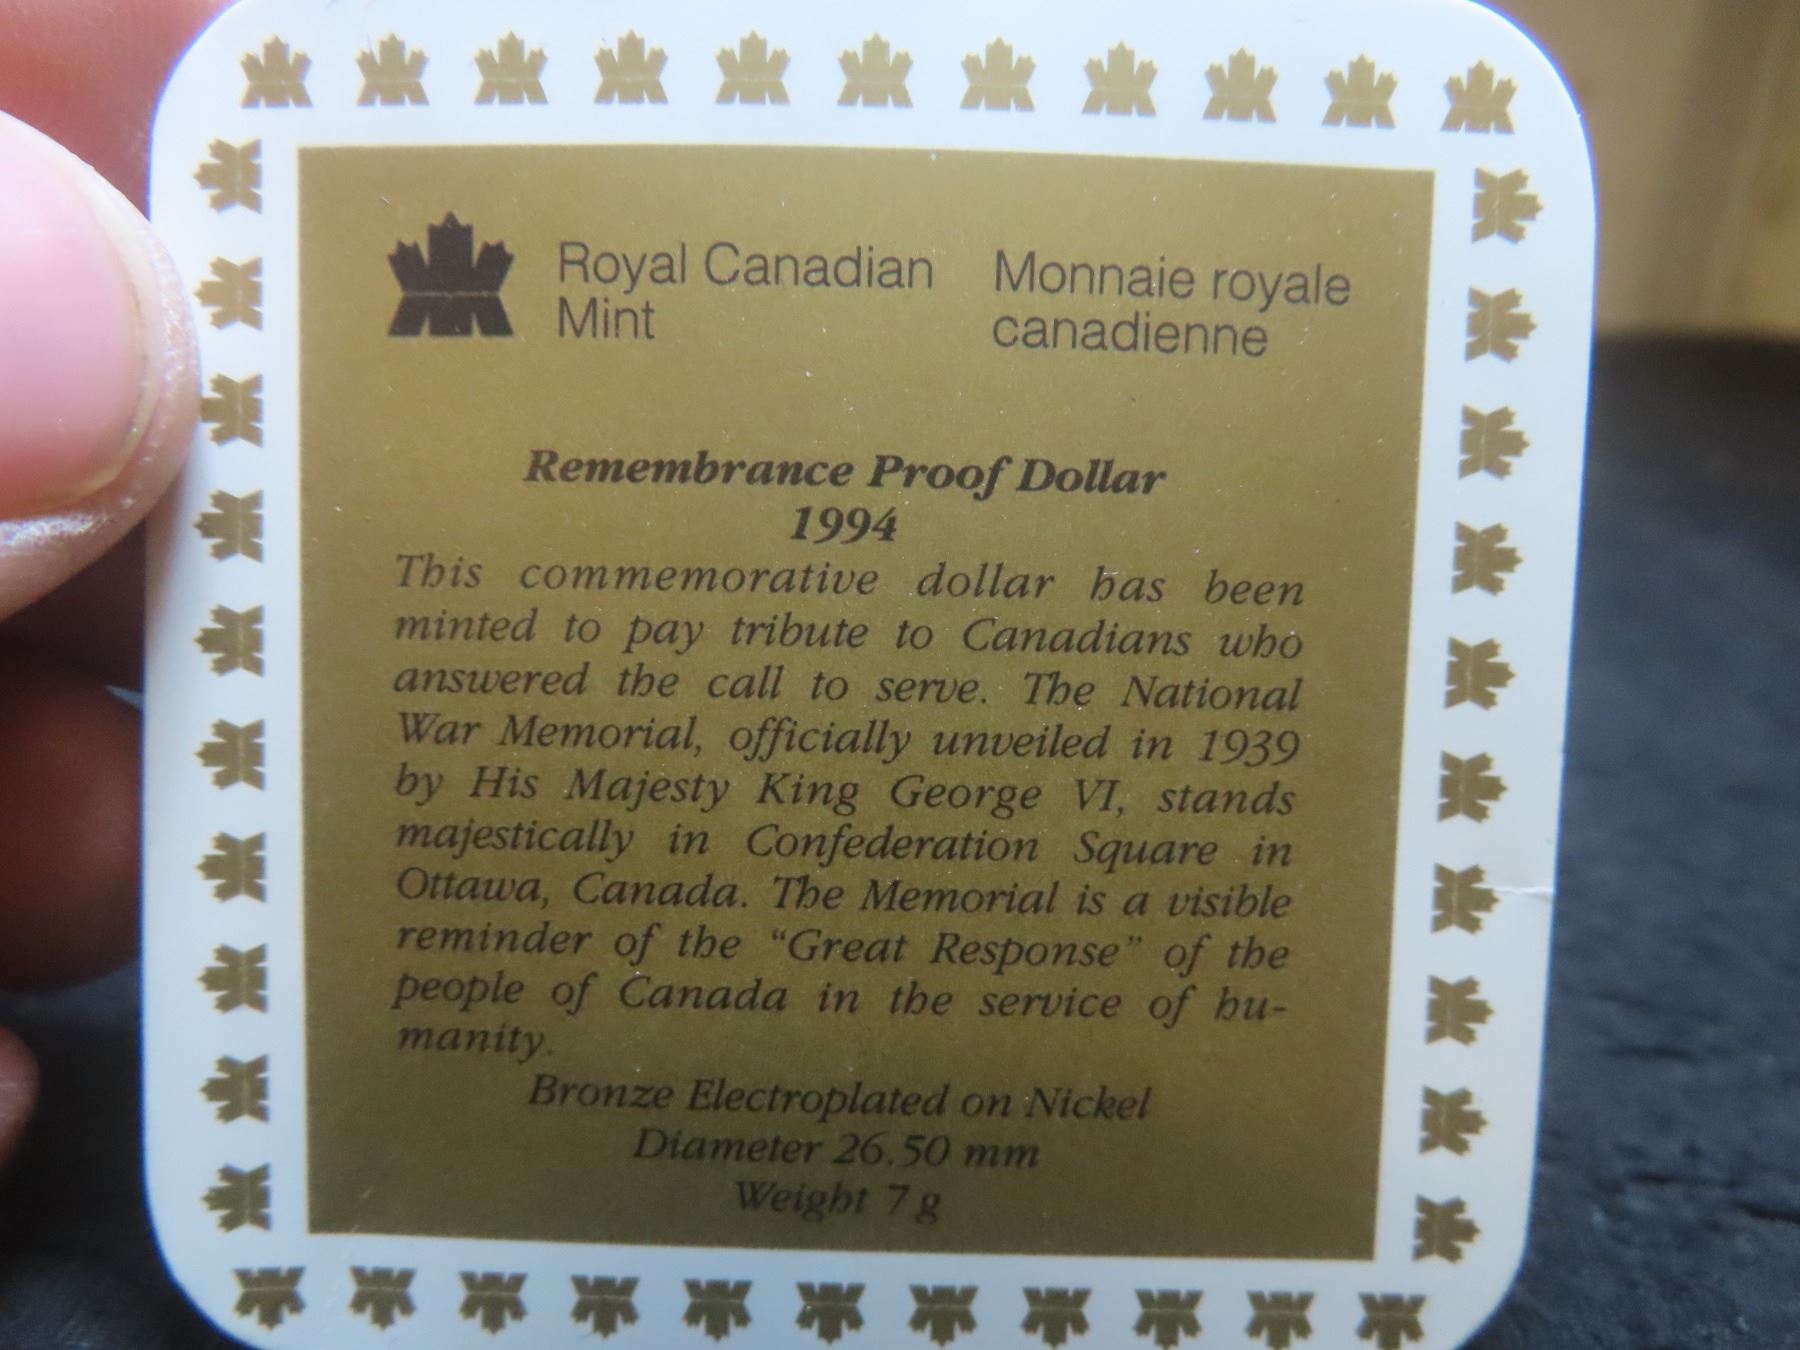 Royal Canadian Mint
Monnaie royale canadienne
Remembrance Proof Dollar
1994
This commemorative dollar has been
minted to pay tribute to Canadians who
answered the call to serve. The National
War Memorial, officially unveiled in 1939
by His Majesty King George VI, stands
majestically in Confederation Square in
Ottawa, Canada. The Memorial is a visible
reminder of the “Great Response” of the
people of Canada in the service of hu-
manity.
Bronze Electroplated on Nickel
Diameter 26.50 mm
Weight 7 g